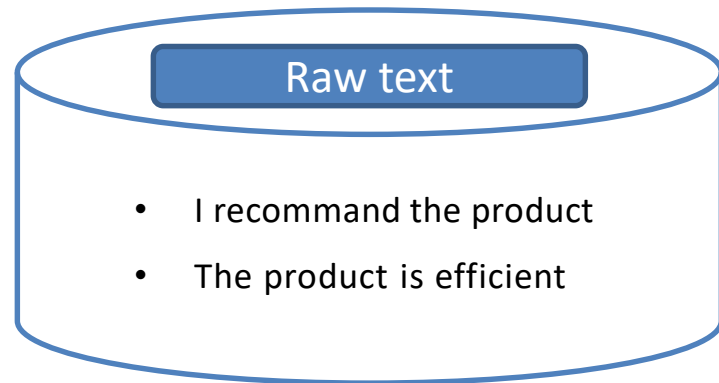 Raw text
• I recommand the product
• The product is efficient